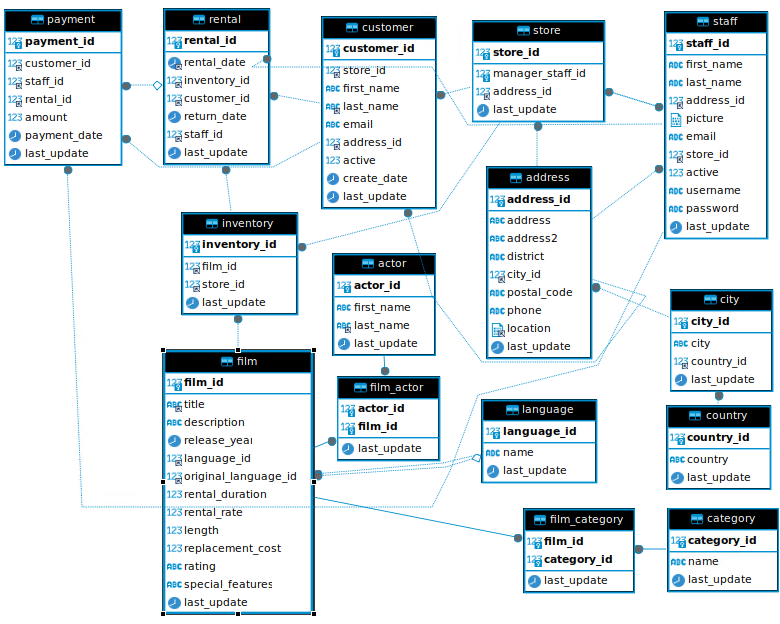 payment
payment_id
customer_id
staff_id
rental_id
amount
payment_date
last_update
rental
rental_id
rental_date
inventory_id
customer_id
return_date
staff_id
last_update
customer
customer_id
store_id
first_name
last_name
email
address_id
active
create_date
last_update
store
store_id
manager_staff_id
address_id
last_update
staff
staff_id
first_name
last_name
address_id
picture
email
store_id
active
username
password
last_update
address
address_id
address
address2
district
city_id
postal_code
phone
location
last_update
inventory
inventory_id
film_id
store_id
last_update
actor
actor_id
first_name
last_name
last_update
city
city_id
city
country_id
last_update
film
film_id
title
description
release_year
language_id
original_language_id
rental_duration
rental_rate
length
replacement_cost
rating
special_features
last_update
film_actor
actor_id
film_id
last_update
language
language_id
name
last_update
country
country_id
country
last_update
film_category
film_id
category_id
last_update
category
category_id
name
last_update